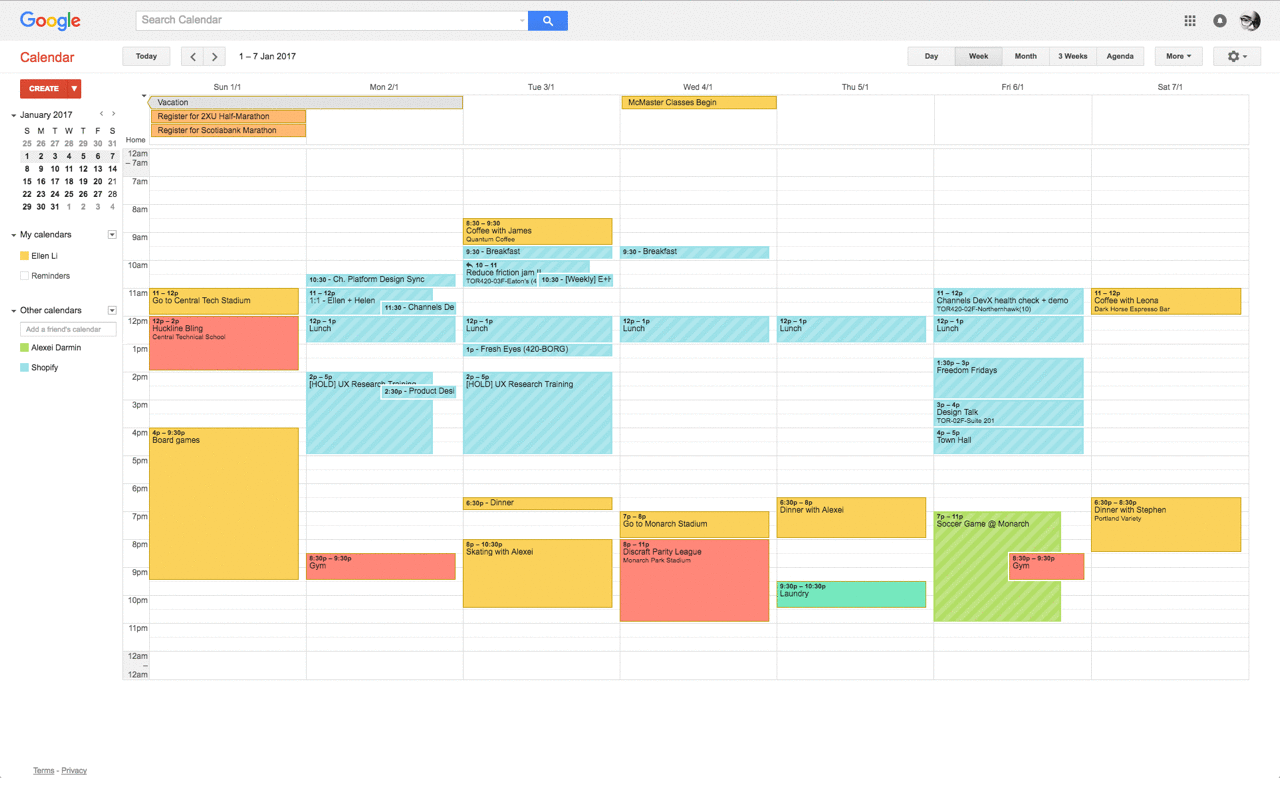 Google
Search Calendar
Calendar
Today
1 – 7 Jan 2017
Day
Week
Month
3 Weeks
Agenda
More
CREATE
January 2017
S M T W T F S
25 26 27 28 29 30 31
1 2 3 4 5 6 7
8 9 10 11 12 13 14
15 16 17 18 19 20 21
22 23 24 25 26 27 28
29 30 31 1 2 3 4
My calendars
Ellen Li
Reminders
Other calendars
Add a friend's calendar
Alexei Darmin
Shopify
Sun 1/1
Mon 2/1
Tue 3/1
Wed 4/1
Thu 5/1
Fri 6/1
Sat 7/1
Home
Vacation
McMaster Classes Begin
Register for 2XU Half-Marathon
Register for Scotiabank Marathon
12am
– 7am
7am
8am
9am
10am
11am
12pm
1pm
2pm
3pm
4pm
5pm
6pm
7pm
8pm
9pm
10pm
11pm
12am
–
12am
11 – 12p
Go to Central Tech Stadium
12p – 2p
Huckline Bling
Central Technical School
4p – 9:30p
Board games
10:30 - Ch. Platform Design Sync
11 – 12p
1:1 - Ellen + Helen
11:30 - Channels De
12p – 1p
Lunch
2p – 5p
[HOLD] UX Research Training
2:30p - Product Desi
8:30p – 9:30p
Gym
8:30 – 9:30
Coffee with James
Quantum Coffee
9:30 - Breakfast
10 – 11
Reduce friction jam !!
TOR420-03F-Eaton's (4
10:30 - [Weekly] E+H
12p – 1p
Lunch
1p - Fresh Eyes (420-BORG)
2p – 5p
[HOLD] UX Research Training
6:30p - Dinner
8p – 10:30p
Skating with Alexei
9:30 - Breakfast
12p – 1p
Lunch
7p – 8p
Go to Monarch Stadium
8p – 11p
Discraft Parity League
Monarch Park Stadium
12p – 1p
Lunch
6:30p – 8p
Dinner with Alexei
9:30p – 10:30p
Laundry
11 – 12p
Channels DevX health check + demo
TOR420-02F-Northernhawk(10)
12p – 1p
Lunch
1:30p – 3p
Freedom Fridays
3p – 4p
Design Talk
TOR-02F-Suite 201
4p – 5p
Town Hall
7p – 11p
Soccer Game @ Monarch
8:30p – 9:30p
Gym
11 – 12p
Coffee with Leona
Dark Horse Espresso Bar
6:30p – 8:30p
Dinner with Stephen
Portland Variety
Terms - Privacy